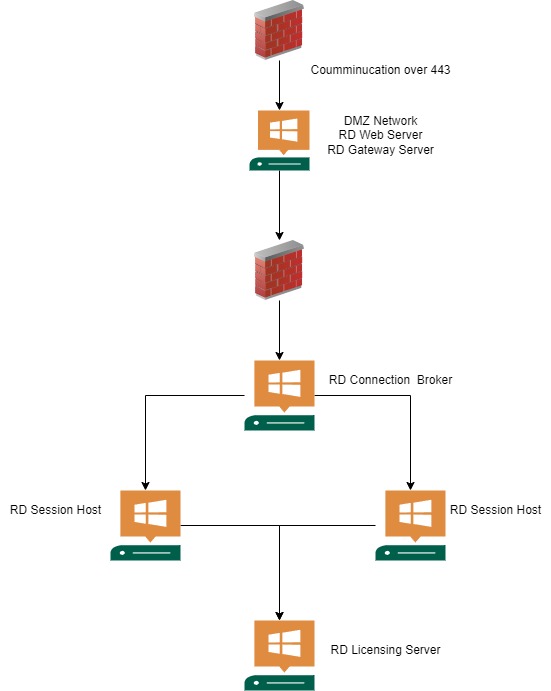 Coumminucation over 443
DMZ Network
RD Web Server
RD Gateway Server
RD Connection  Broker
RD Session Host
RD Session Host
RD Licensing Server